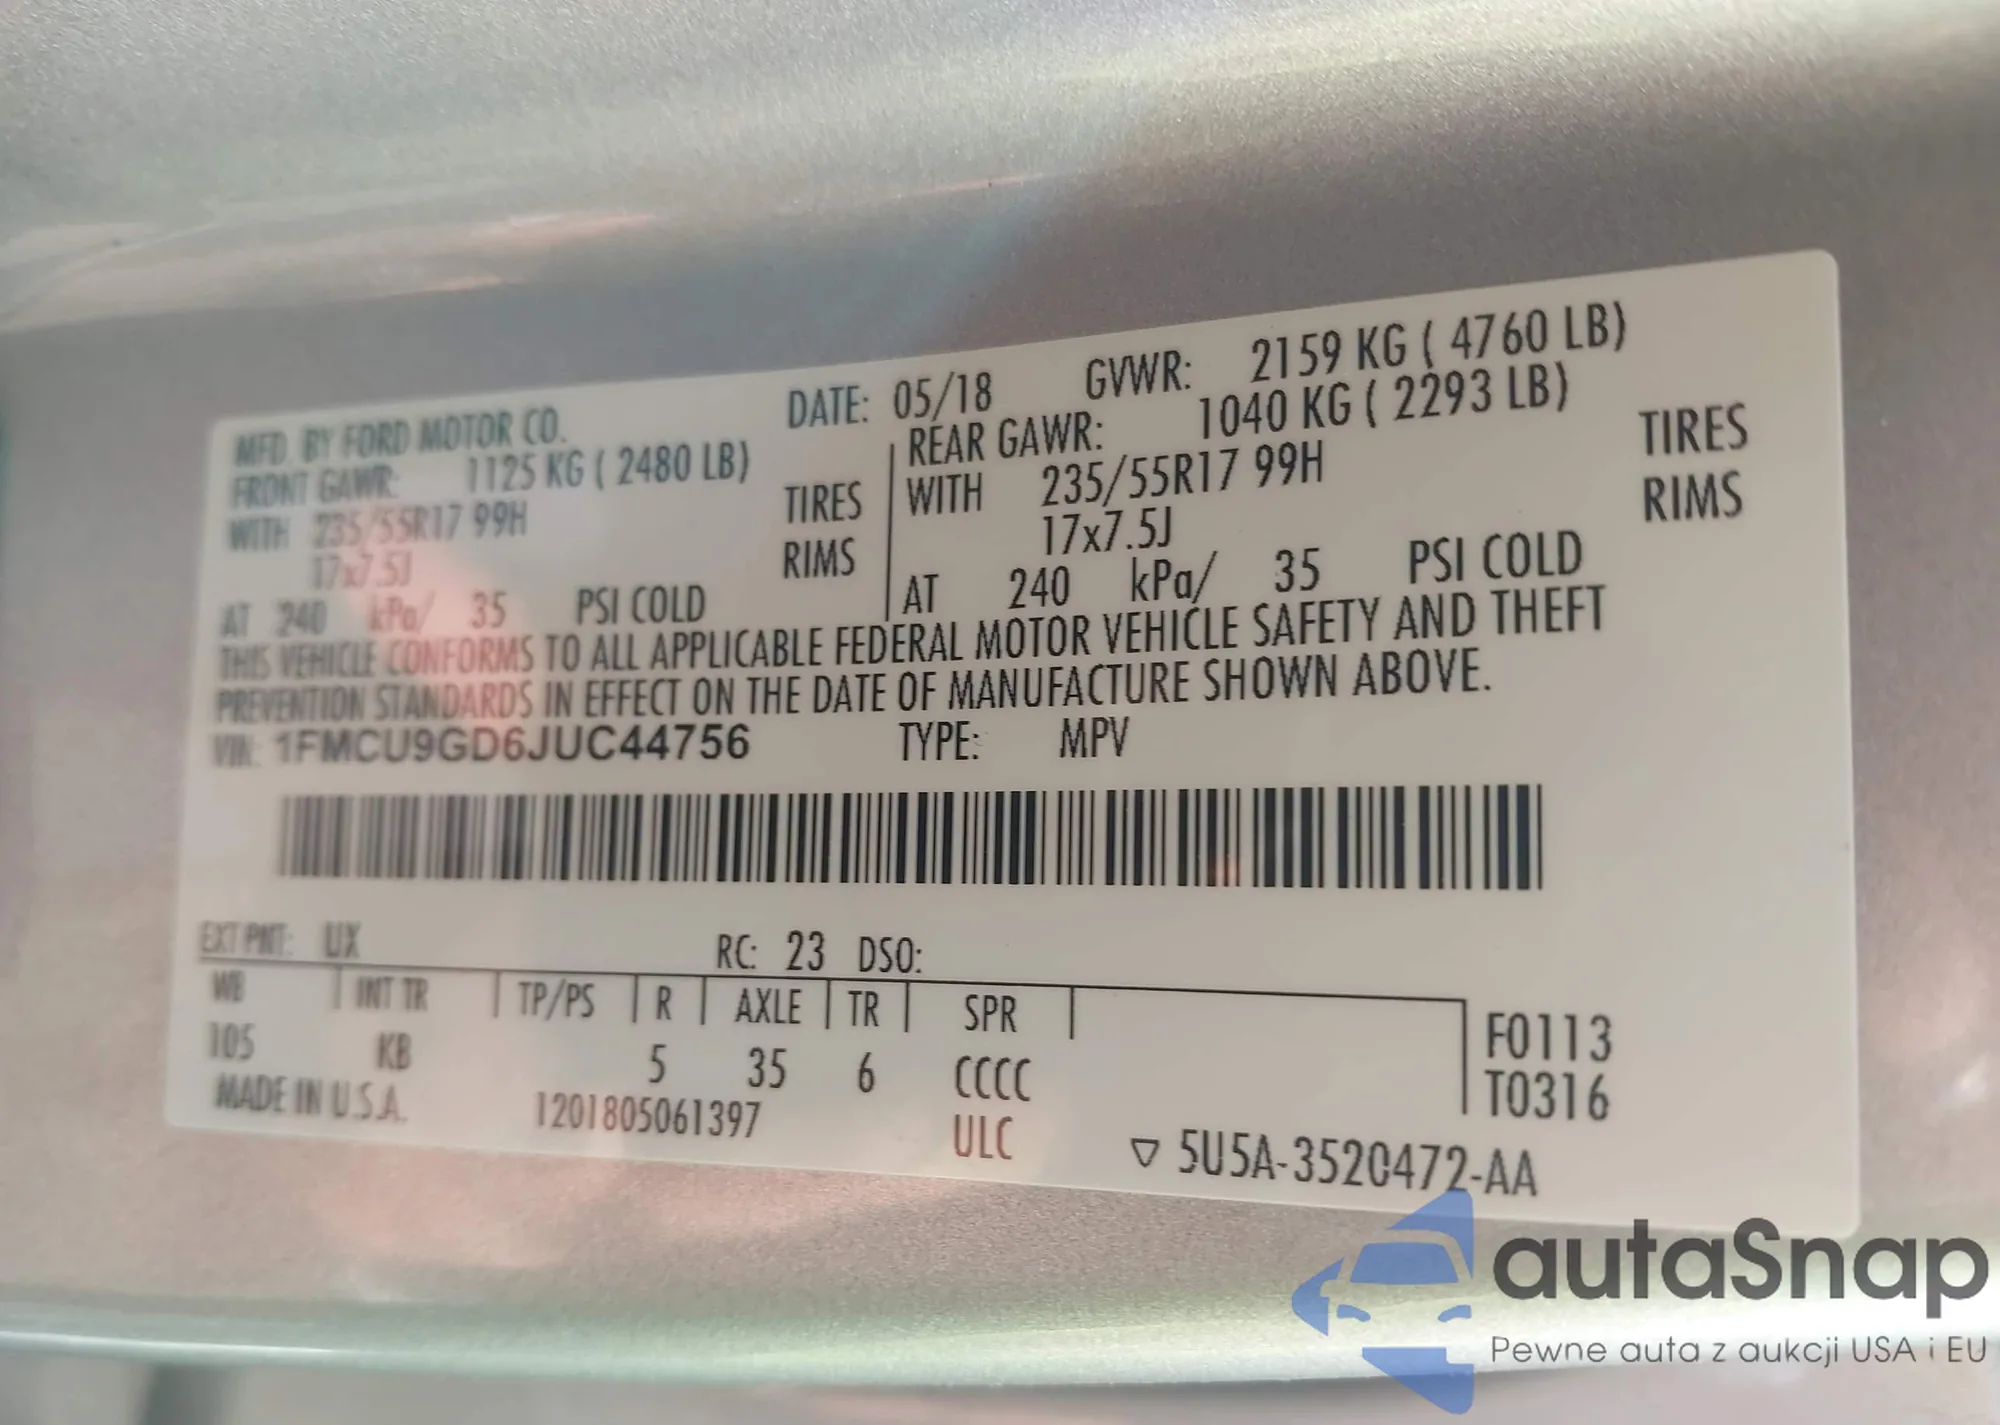 MFD. BY FORD MOTOR CO. DATE: 05/18 GVWR: 2159 KG ( 4760 LB)
FRONT GAWR: 1125 KG ( 2480 LB) REAR GAWR: 1040 KG ( 2293 LB)
WITH 235/55R17 99H TIRES WITH 235/55R17 99H TIRES
17x7.5J RIMS 17x7.5J RIMS
AT 240 kPa/ 35 PSI COLD AT 240 kPa/ 35 PSI COLD
THIS VEHICLE CONFORMS TO ALL APPLICABLE FEDERAL MOTOR VEHICLE SAFETY AND THEFT
PREVENTION STANDARDS IN EFFECT ON THE DATE OF MANUFACTURE SHOWN ABOVE.
VIN: 1FMCU9GD6JUC44756 TYPE: MPV
EXT PNT: UX RC: 23 DSO:
WB INT TR TP/PS R AXLE TR SPR
105 KB 5 35 6 CCCC F0113
T0316
MADE IN U.S.A. 1201805061397 ULC ▽ 5U5A-3520472-AA
autaSnap
Pewne auta z aukcji USA i EU